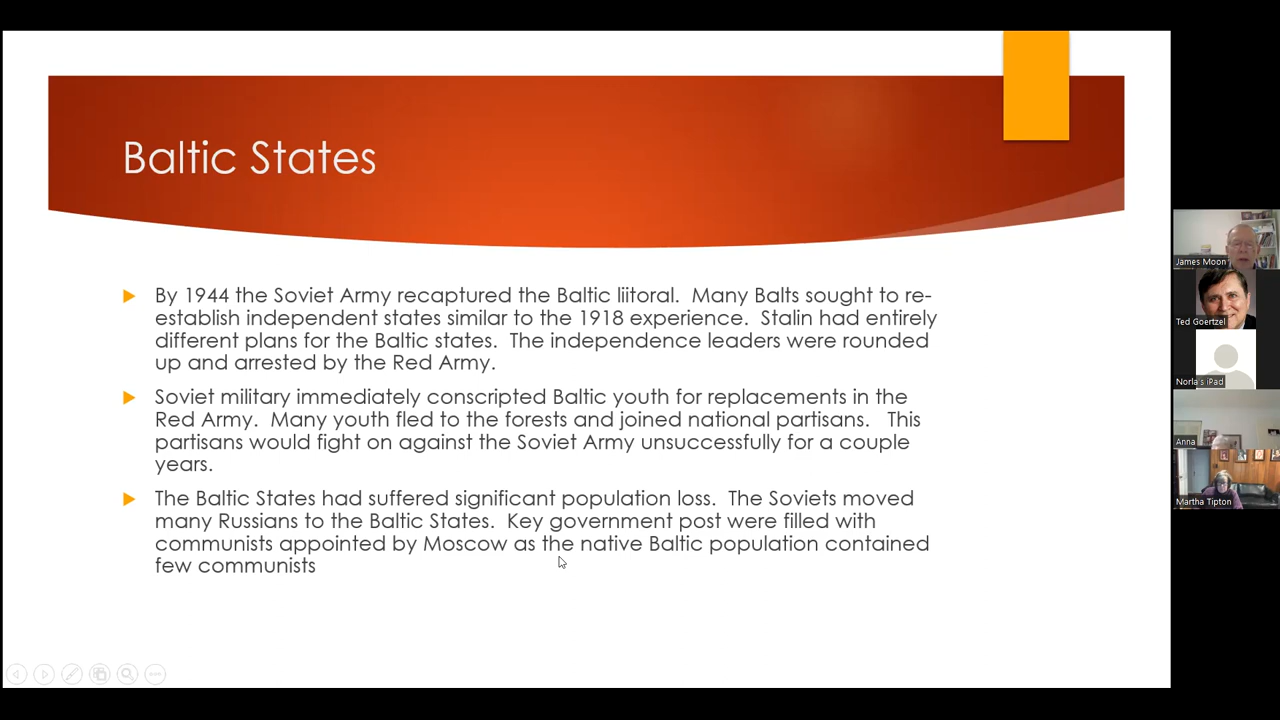 Baltic States
By 1944 the Soviet Army recaptured the Baltic liitoral.  Many Balts sought to re-
establish independent states similar to the 1918 experience.  Stalin had entirely
different plans for the Baltic states.  The independence leaders were rounded
up and arrested by the Red Army.
Soviet military immediately conscripted Baltic youth for replacements in the
Red Army.  Many youth fled to the forests and joined national partisans.   This
partisans would fight on against the Soviet Army unsuccessfully for a couple
years.
The Baltic States had suffered significant population loss.  The Soviets moved
many Russians to the Baltic States.  Key government post were filled with
communists appointed by Moscow as the native Baltic population contained
few communists
James Moon
Ted Goertzel
Norla's iPad
Anna
Martha Tipton